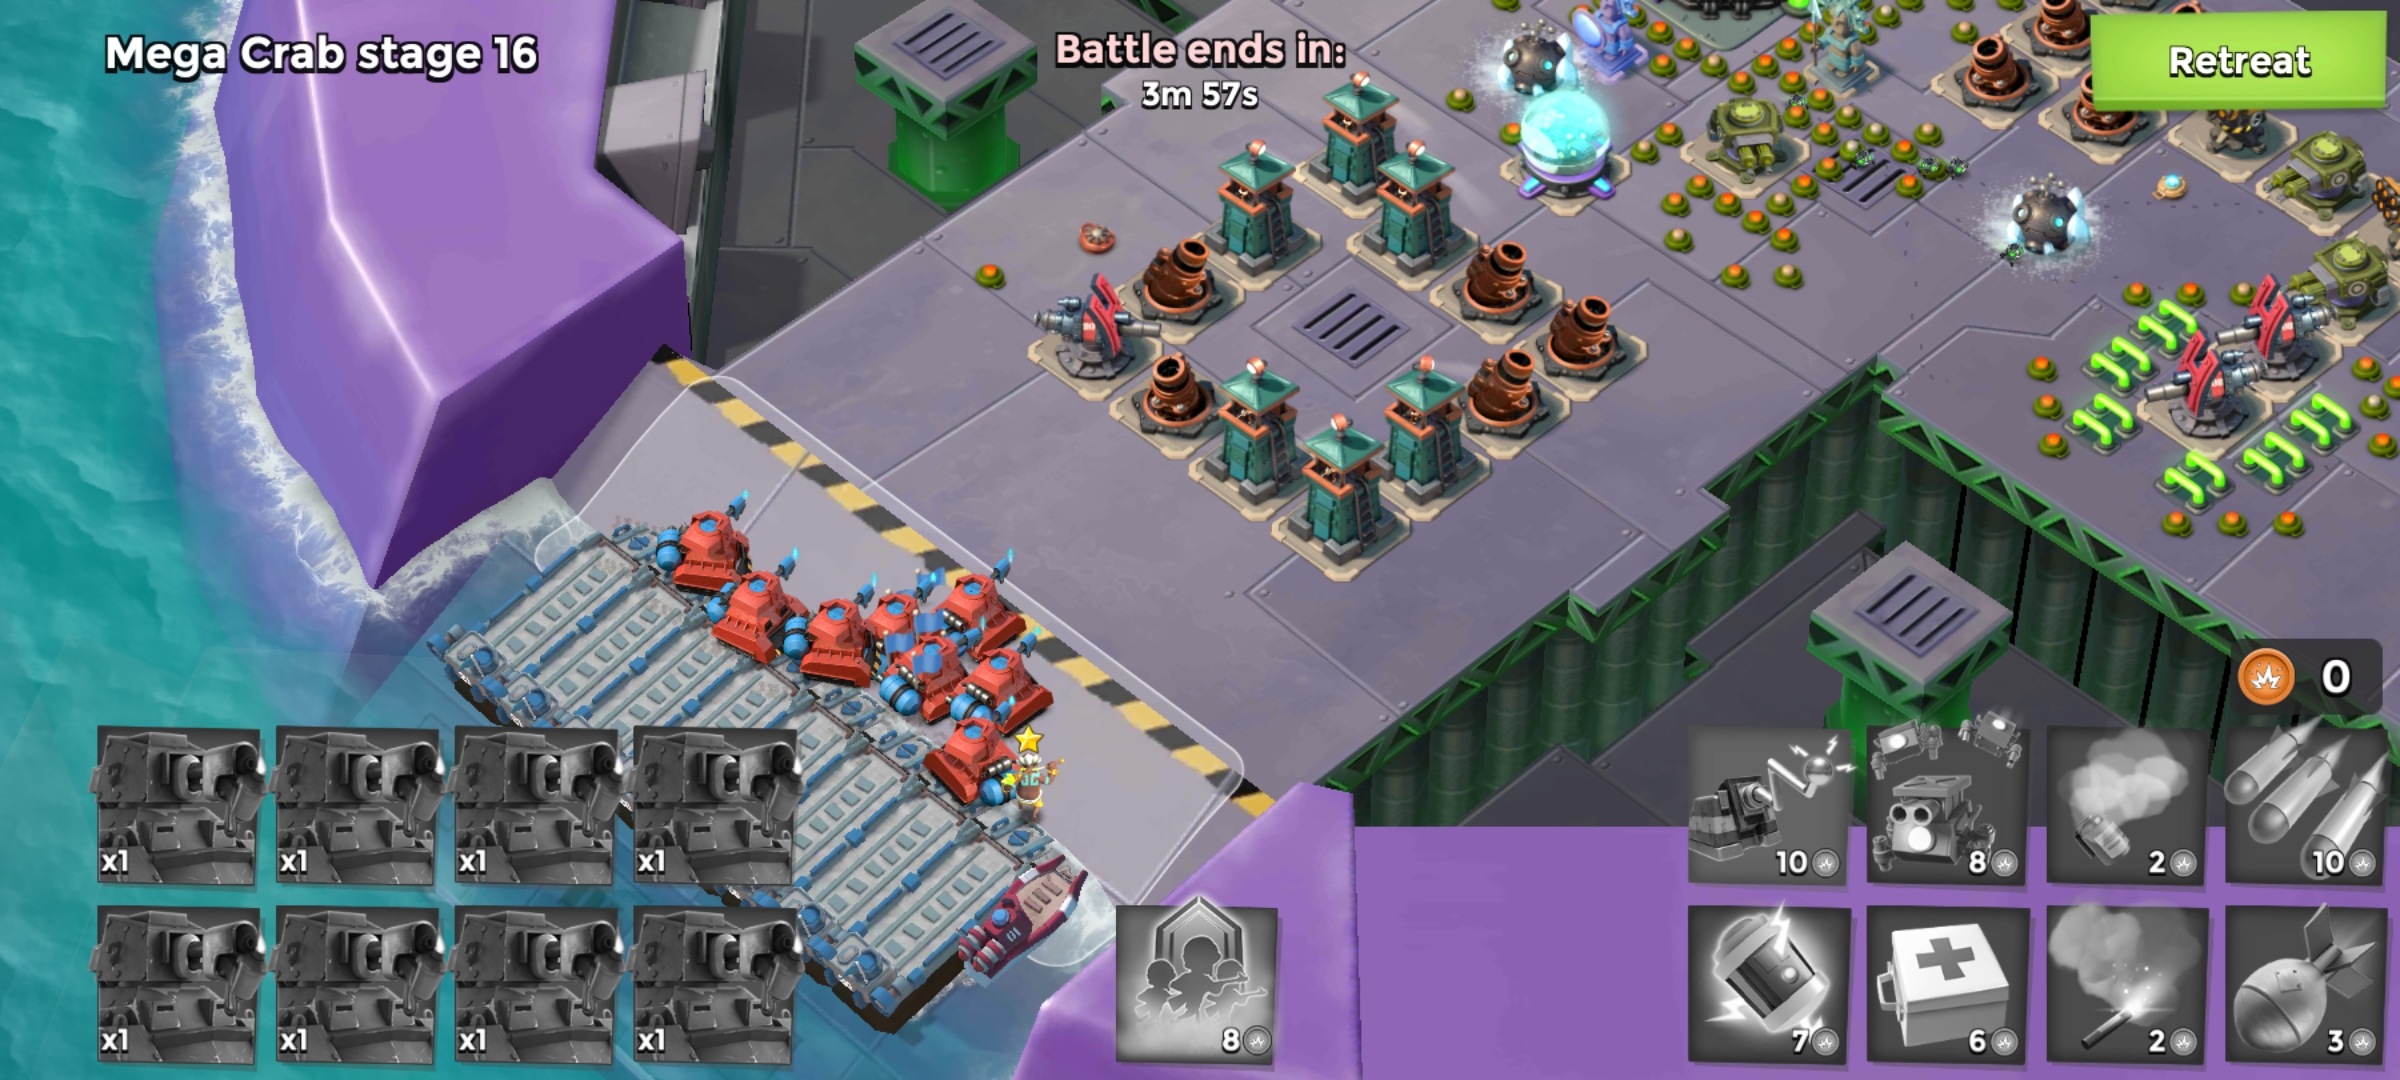 Mega Crab stage 16
Battle ends in:
3m 57s
Retreat
0
x1
x1
x1
x1
10
8
2
10
x1
x1
x1
x1
8
7
6
2
3